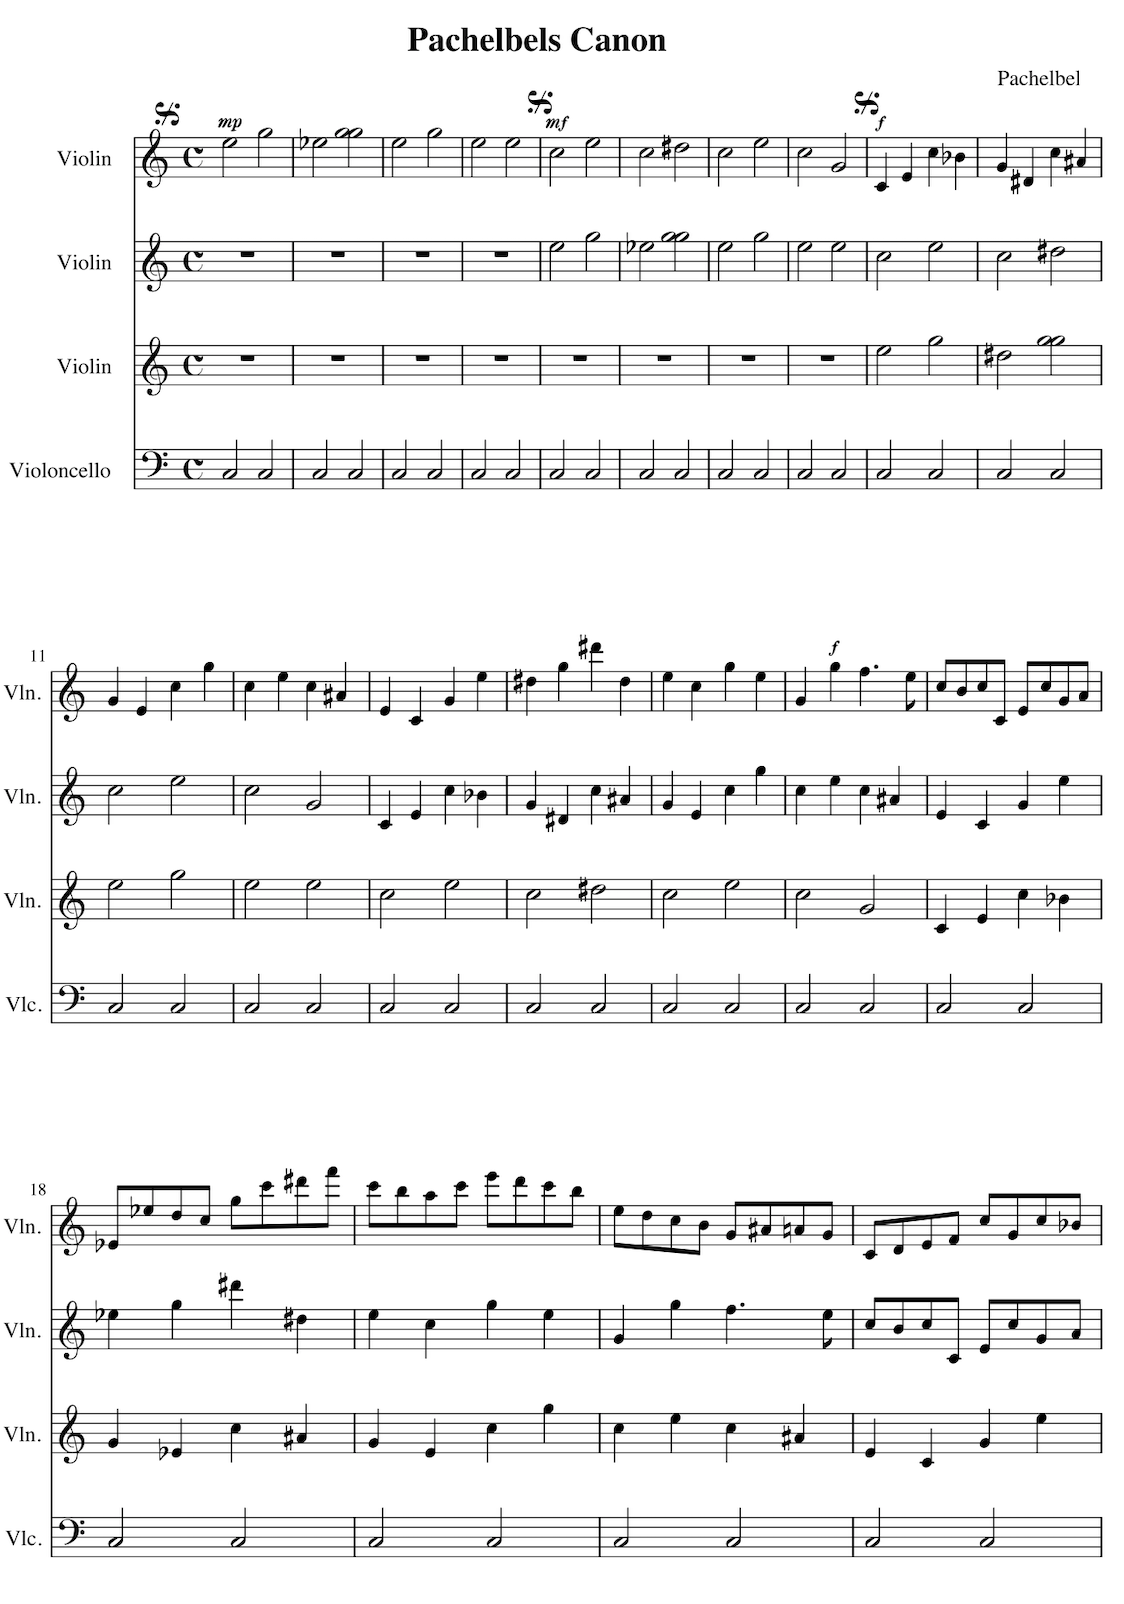 Pachelbels Canon
Pachelbel
mp
mf
f
Violin
Violin
Violin
Violoncello
11
f
Vln.
Vln.
Vln.
Vlc.
18
Vln.
Vln.
Vln.
Vlc.